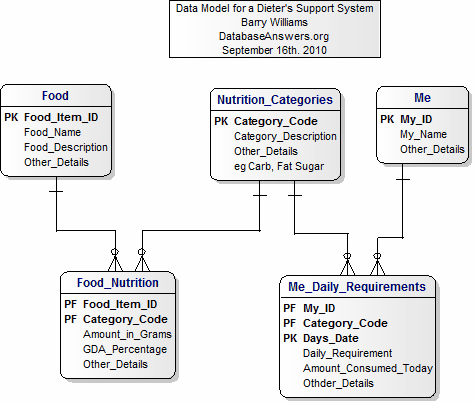 Data Model for a Dieter's Support System
Barry Williams
DatabaseAnswers.org
September 16th. 2010
Food
PK Food_Item_ID
Food_Name
Food_Description
Other_Details
Nutrition_Categories
PK Category_Code
Category_Description
Other_Details
eg Carb, Fat Sugar
Me
PK My_ID
My_Name
Other_Details
Food_Nutrition
PF Food_Item_ID
PF Category_Code
Amount_in_Grams
GDA_Percentage
Other_Details
Me_Daily_Requirements
PF My_ID
PF Category_Code
PK Days_Date
Daily_Requirement
Amount_Consumed_Today
Othder_Details